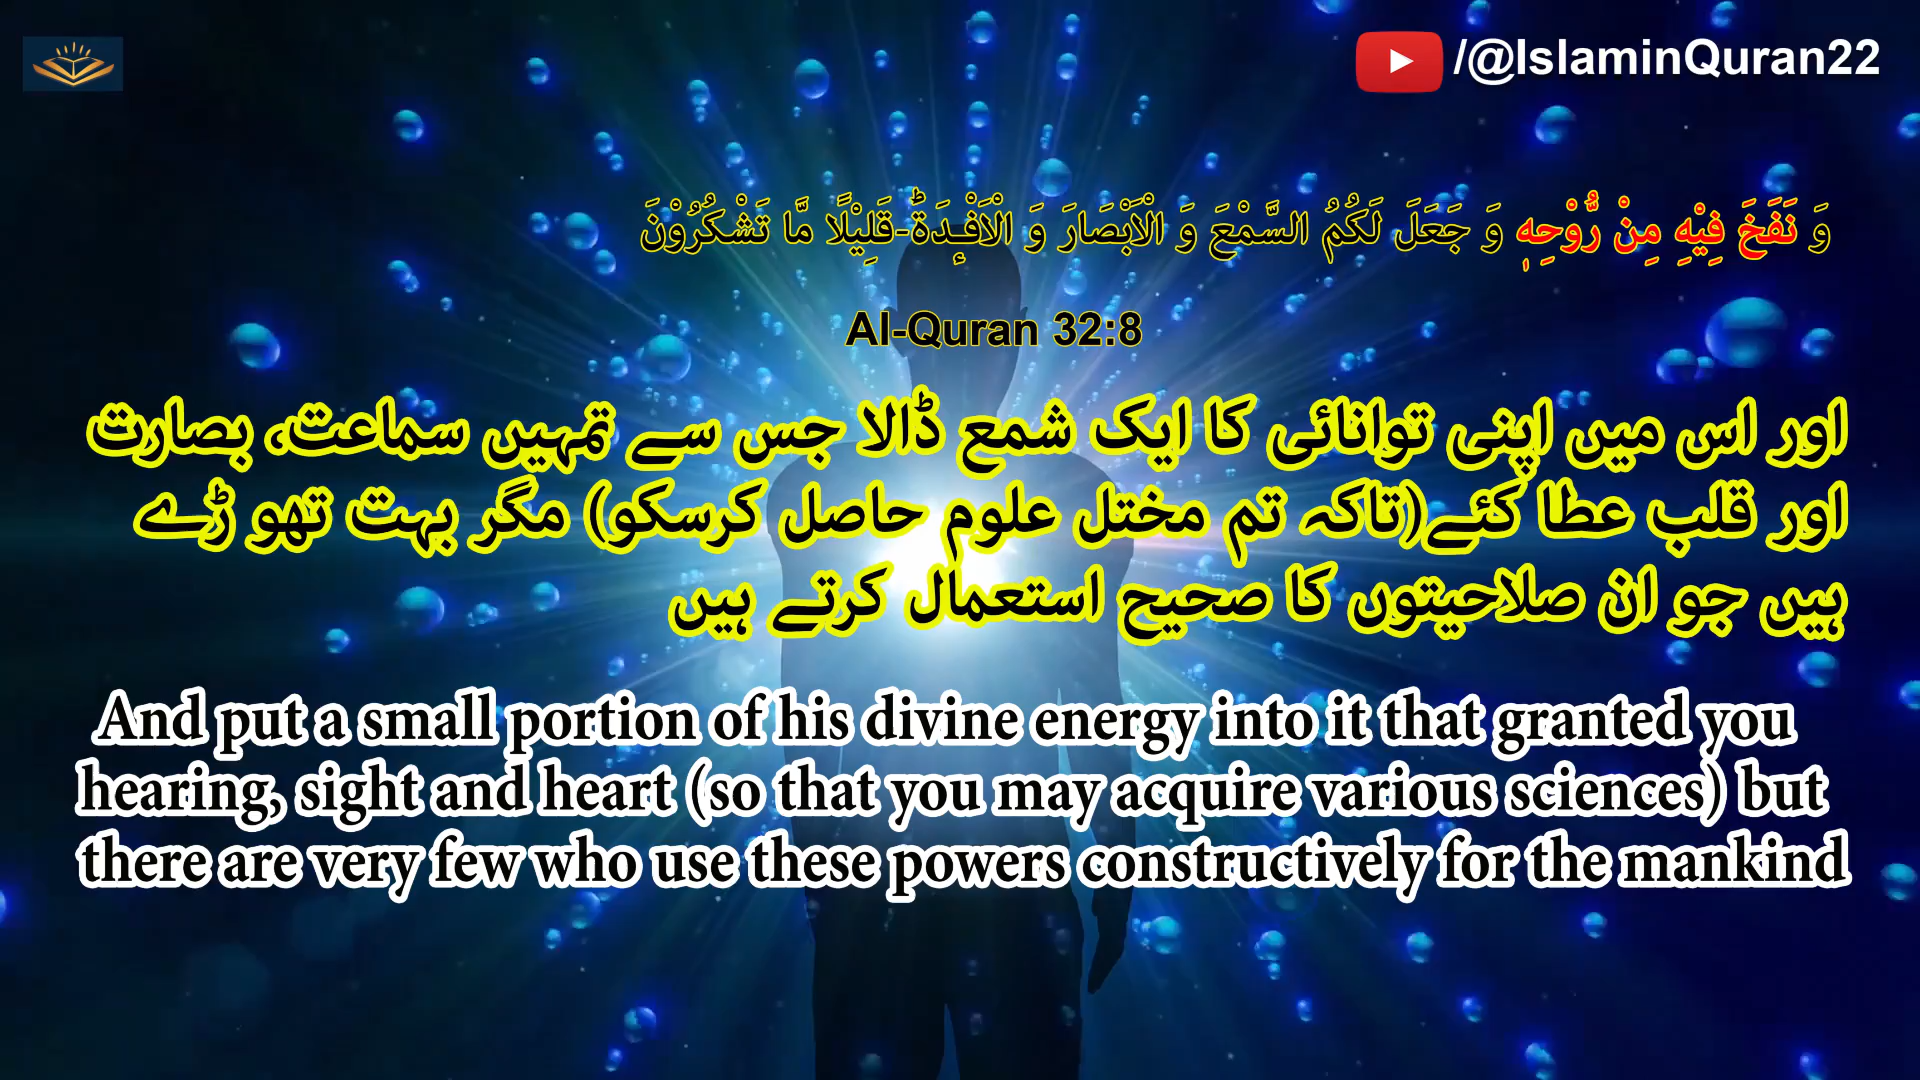 /@IslaminQuran22
وَ نَفَخَ فِیْهِ مِنْ رُّوْحِهٖ وَ جَعَلَ لَكُمُ السَّمْعَ وَ الْاَبْصَارَ وَ الْاَفْـٕدَةَؕ-قَلِیْلًا مَّا تَشْكُرُوْنَ
Al-Quran 32:8
اور اس میں اپنی توانائی کا ایک شمع ڈالا جس سے تمہیں سماعت، بصارت
اور قلب عطا کئے(تاکہ تم مختل علوم حاصل کرسکو) مگر بہت تھو ڑے
ہیں جو ان صلاحیتوں کا صحیح استعمال کرتے ہیں
And put a small portion of his divine energy into it that granted you
hearing, sight and heart (so that you may acquire various sciences) but
there are very few who use these powers constructively for the mankind